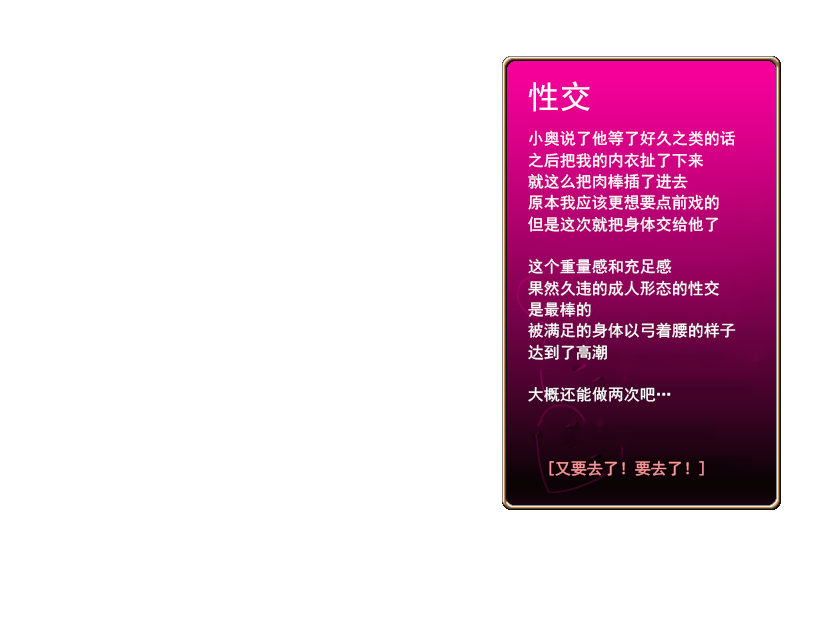 性交
小奥说了他等了好久之类的话
之后把我的内衣扯了下来
就这么把肉棒插了进去
原本我应该更想要点前戏的
但是这次就把身体交给他了
这个重量感和充足感
果然久违的成人形态的性交
是最棒的
被满足的身体以弓着腰的样子
达到了高潮
大概还能做两次吧…
[又要去了！要去了！]